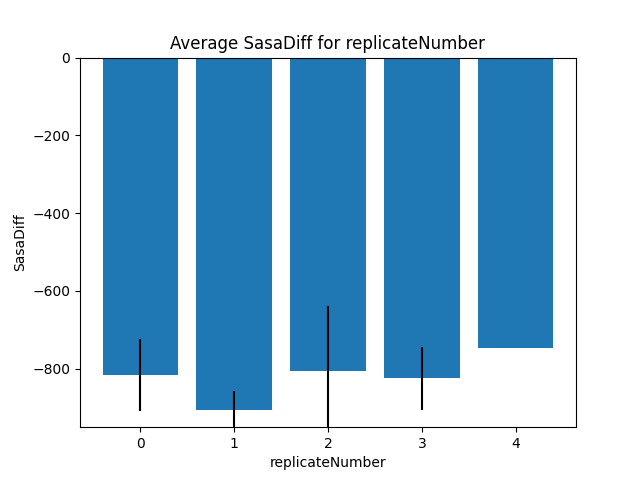 Average SasaDiff for replicateNumber
0
−200
−400
−600
−800
SasaDiff
0 1 2 3 4
replicateNumber